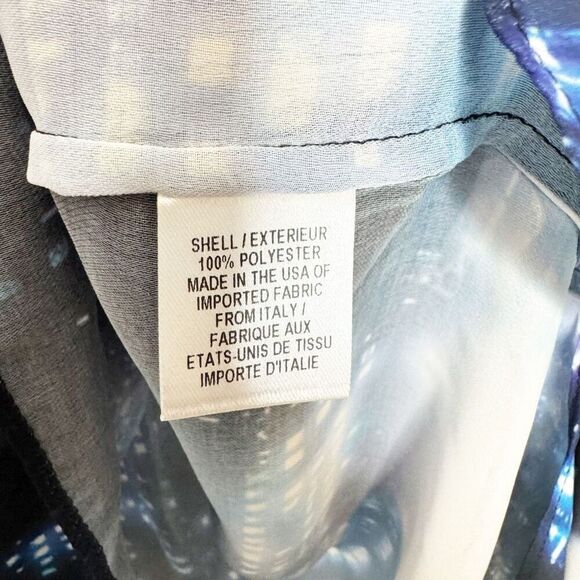 SHELL / EXTERIEUR
100% POLYESTER
MADE IN THE USA OF
IMPORTED FABRIC
FROM ITALY /
FABRIQUE AUX
ETATS-UNIS DE TISSU
IMPORTE D'ITALIE